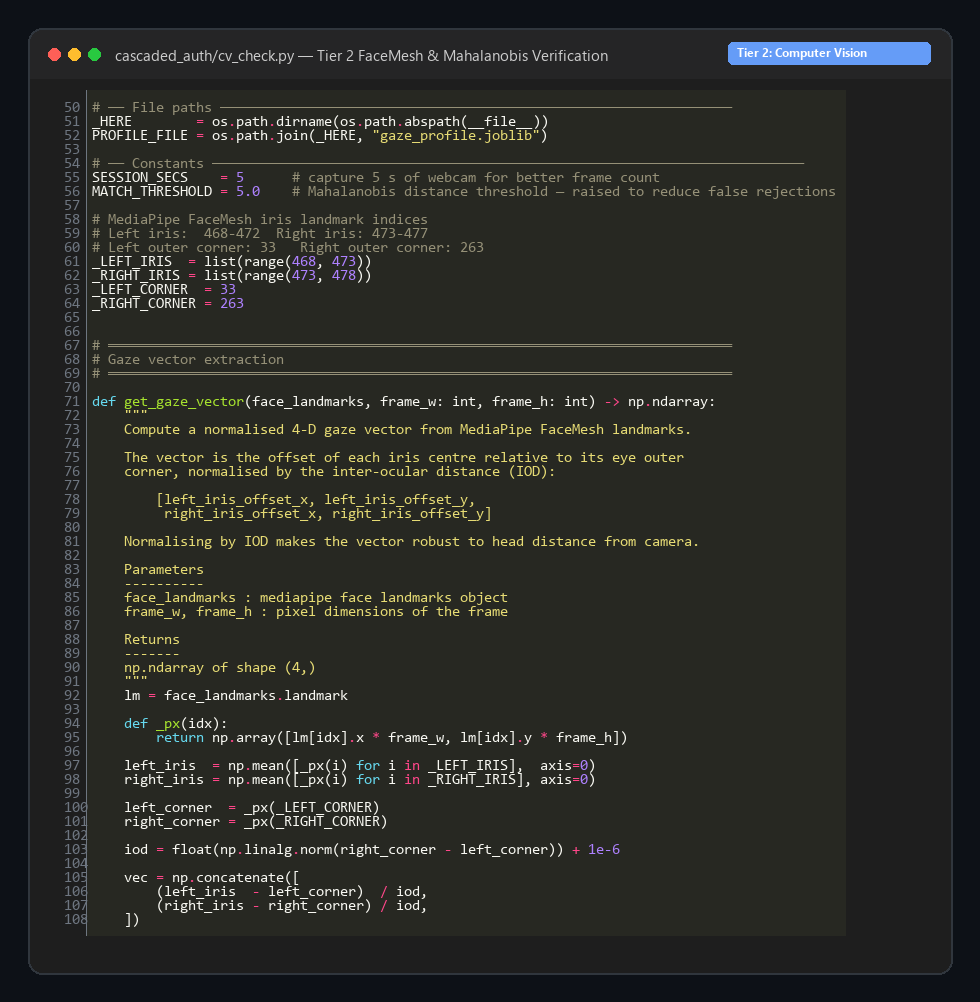 cascaded_auth/cv_check.py — Tier 2 FaceMesh & Mahalanobis Verification
Tier 2: Computer Vision
50 # ── File paths ────────────────────────────────────────────────────────────────
51 _HERE        = os.path.dirname(os.path.abspath(__file__))
52 PROFILE_FILE = os.path.join(_HERE, "gaze_profile.joblib")
53
54 # ── Constants ──────────────────────────────────────────────────────────────────────────
55 SESSION_SECS    = 5      # capture 5 s of webcam for better frame count
56 MATCH_THRESHOLD = 5.0    # Mahalanobis distance threshold — raised to reduce false rejections
57
58 # MediaPipe FaceMesh iris landmark indices
59 # Left iris:  468-472  Right iris: 473-477
60 # Left outer corner: 33   Right outer corner: 263
61 _LEFT_IRIS  = list(range(468, 473))
62 _RIGHT_IRIS = list(range(473, 478))
63 _LEFT_CORNER  = 33
64 _RIGHT_CORNER = 263
65
66
67 # ══════════════════════════════════════════════════════════════════════════════
68 # Gaze vector extraction
69 # ══════════════════════════════════════════════════════════════════════════════
70
71 def get_gaze_vector(face_landmarks, frame_w: int, frame_h: int) -> np.ndarray:
72     """
73     Compute a normalised 4-D gaze vector from MediaPipe FaceMesh landmarks.
74
75     The vector is the offset of each iris centre relative to its eye outer
76     corner, normalised by the inter-ocular distance (IOD):
77
78         [left_iris_offset_x, left_iris_offset_y,
79          right_iris_offset_x, right_iris_offset_y]
80
81     Normalising by IOD makes the vector robust to head distance from camera.
82
83     Parameters
84     ----------
85     face_landmarks : mediapipe face landmarks object
86     frame_w, frame_h : pixel dimensions of the frame
87
88     Returns
89     -------
90     np.ndarray of shape (4,)
91     """
92     lm = face_landmarks.landmark
93
94     def _px(idx):
95         return np.array([lm[idx].x * frame_w, lm[idx].y * frame_h])
96
97     left_iris  = np.mean([_px(i) for i in _LEFT_IRIS],  axis=0)
98     right_iris = np.mean([_px(i) for i in _RIGHT_IRIS], axis=0)
99
100     left_corner  = _px(_LEFT_CORNER)
101     right_corner = _px(_RIGHT_CORNER)
102
103     iod = float(np.linalg.norm(right_corner - left_corner)) + 1e-6
104
105     vec = np.concatenate([
106         (left_iris  - left_corner)  / iod,
107         (right_iris - right_corner) / iod,
108     ])